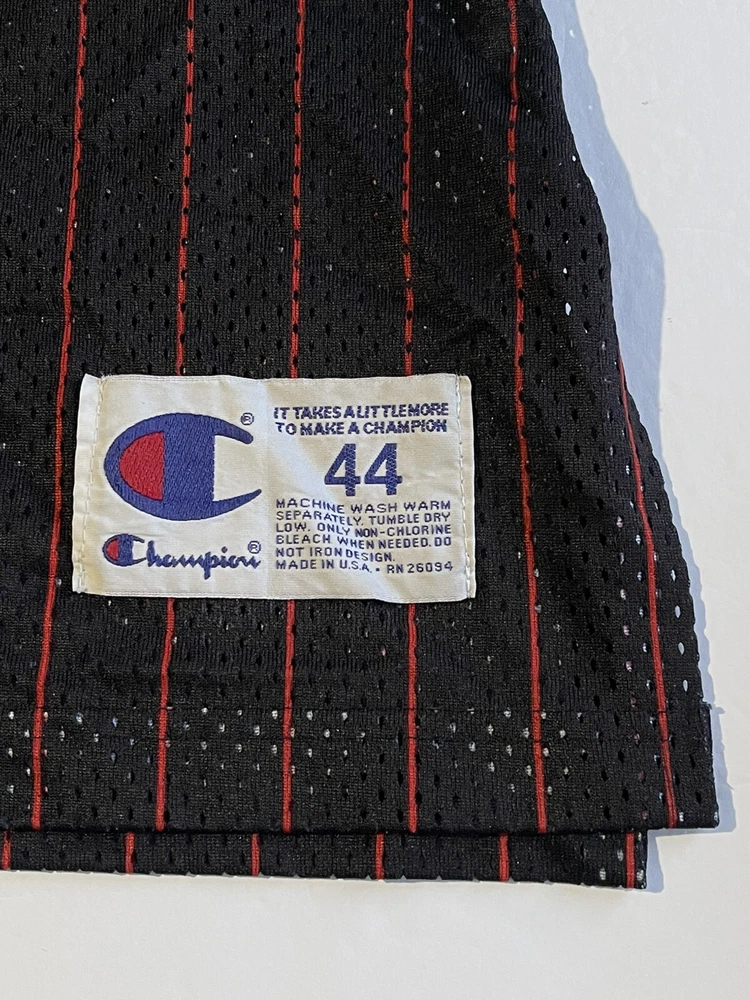 ®
IT TAKES A LITTLE MORE
TO MAKE A CHAMPION
44
MACHINE WASH WARM
SEPARATELY. TUMBLE DRY
LOW. ONLY NON-CHLORINE
BLEACH WHEN NEEDED. DO
NOT IRON DESIGN.
MADE IN U.S.A. • RN 26094
Champion®